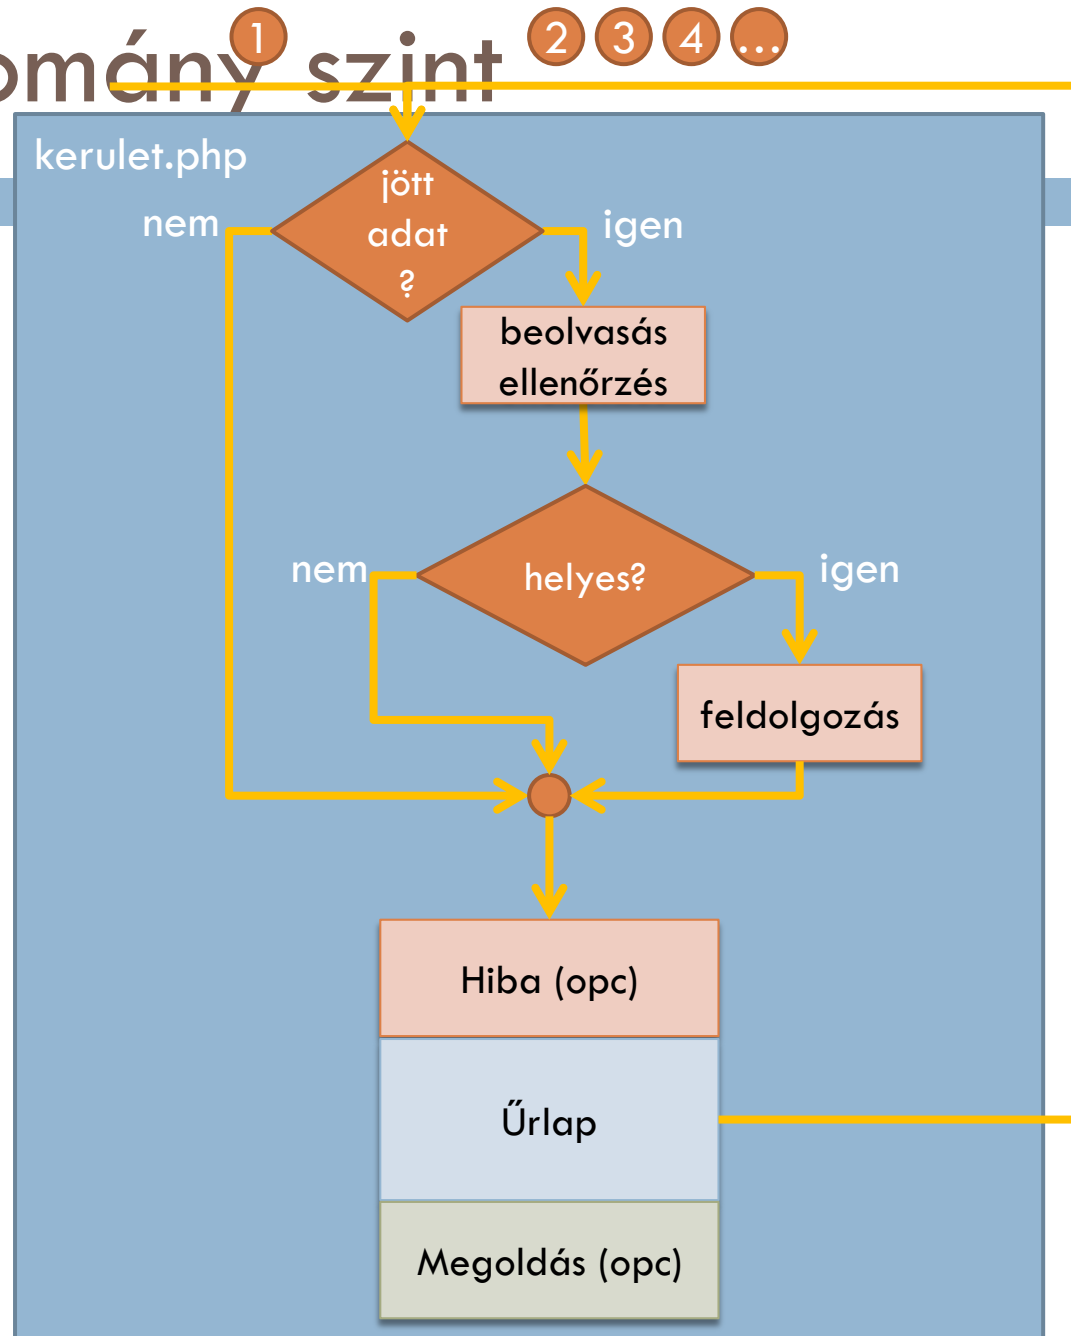 omány szint
1
2
3
4
...
kerulet.php
jött
adat
?
nem
igen
beolvasás
ellenőrzés
helyes?
nem
igen
feldolgozás
Hiba (opc)
Űrlap
Megoldás (opc)